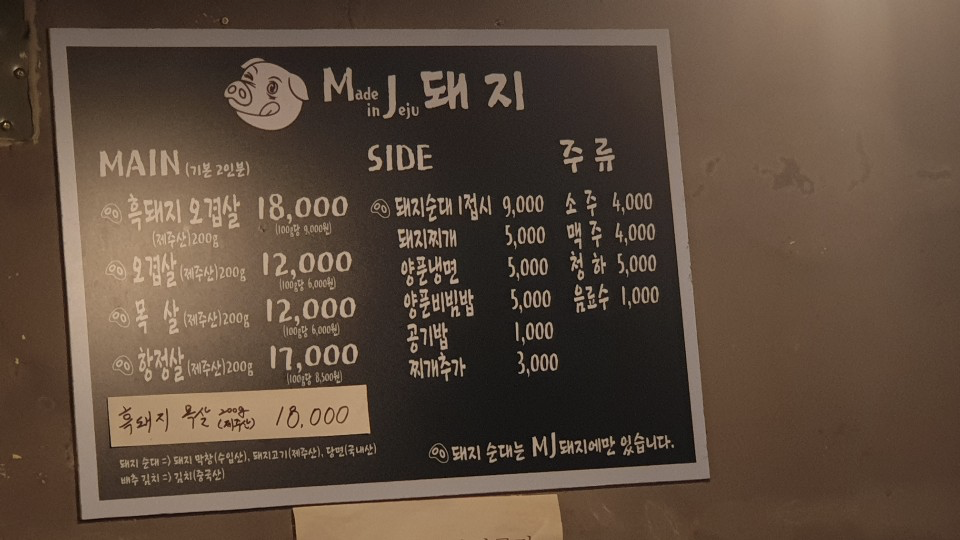 Made in Jeju 돼지
MAIN (기본 2인분)
흑돼지 오겹살 18,000
(제주산)200g (100g당 9,000원)
오겹살(제주산)200g 12,000
(100g당 6,000원)
목 살(제주산)200g 12,000
(100g당 6,000원)
항정살(제주산)200g 17,000
(100g당 8,500원)
흑돼지 목살 200g (제주산) 18,000
돼지 순대=) 돼지 막창(수입산), 돼지고기(제주산), 당면(국내산)
배추 김치=) 김치(중국산)
SIDE
돼지순대 1접시 9,000
돼지찌개 5,000
양푼냉면 5,000
양푼비빔밥 5,000
공기밥 1,000
찌개추가 3,000
주류
소주 4,000
맥주 4,000
청하 5,000
음료수 1,000
돼지 순대는 MJ돼지에만 있습니다.